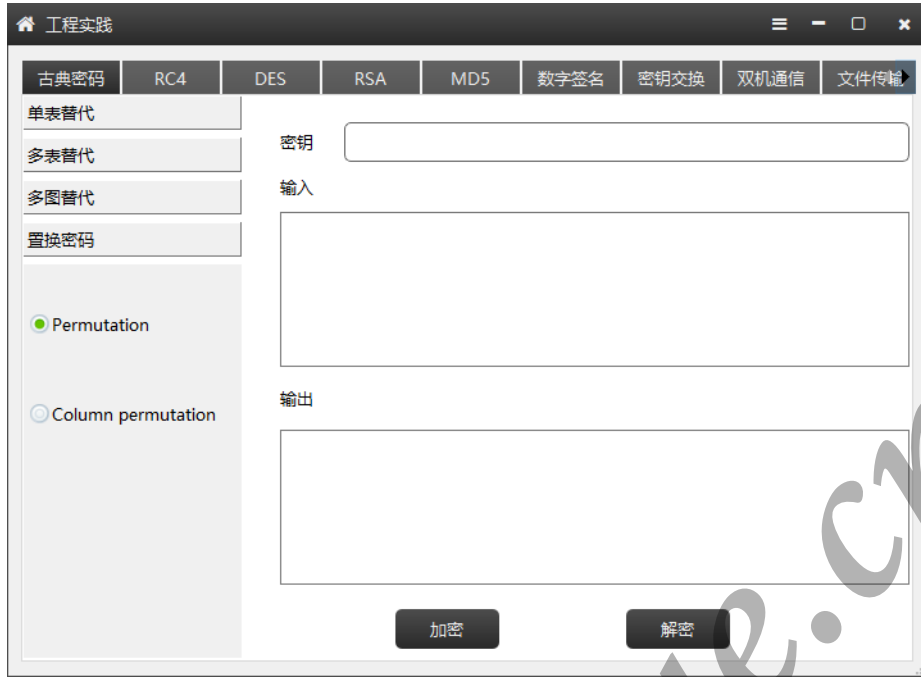 工程实践
古典密码 RC4 DES RSA MD5 数字签名 密钥交换 双机通信 文件传输
单表替代
多表替代
多图替代
置换密码
Permutation
Column permutation
密钥
输入
输出
加密 解密
e.cn